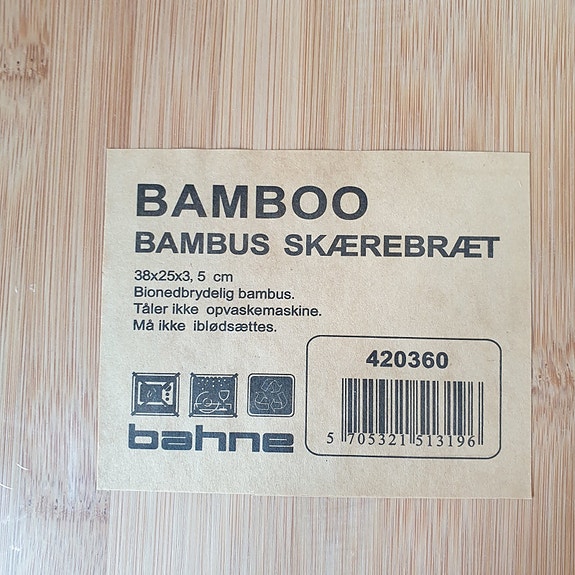 BAMBOO
BAMBUS SKÆREBRÆT
38x25x3, 5 cm
Bionedbrydelig bambus.
Tåler ikke opvaskemaskine.
Må ikke iblødsættes.
420360
5 705321 513196
bahne